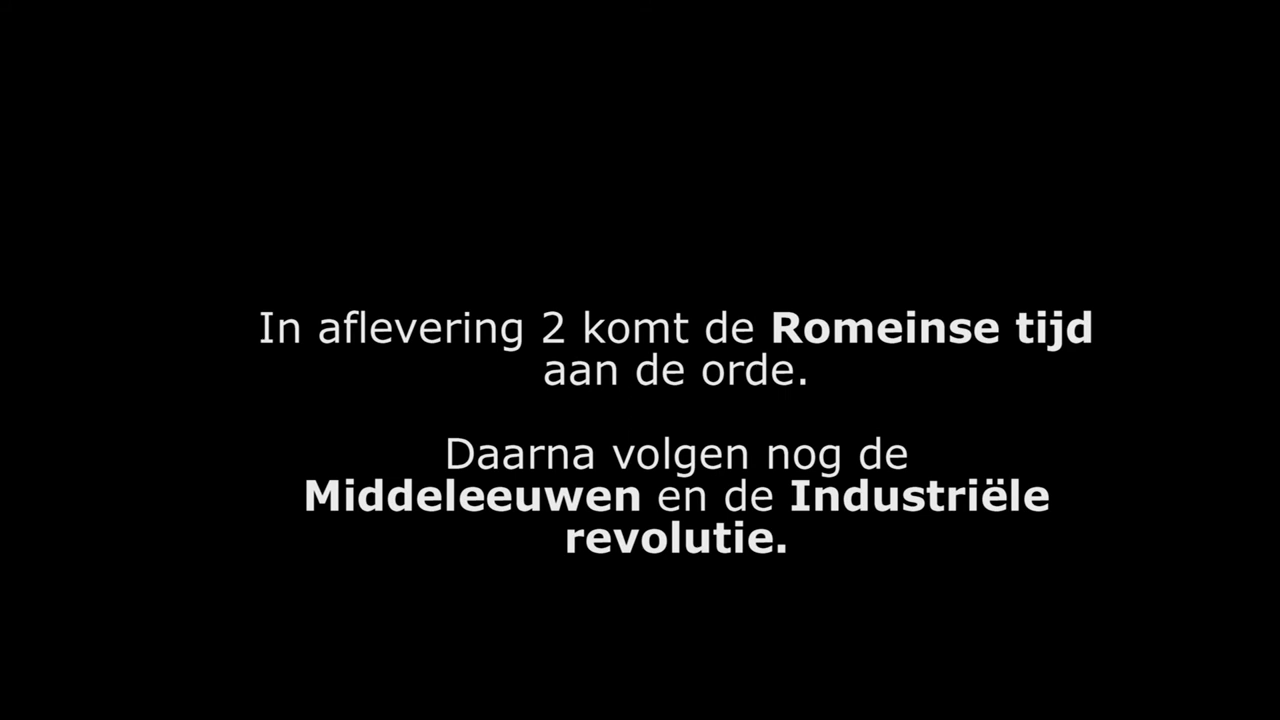 In aflevering 2 komt de Romeinse tijd
aan de orde.
Daarna volgen nog de
Middeleeuwen en de Industriële
revolutie.